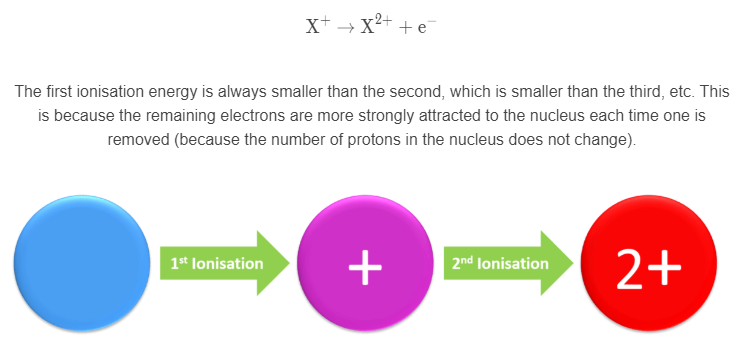 X⁺ → X²⁺ + e⁻
The first ionisation energy is always smaller than the second, which is smaller than the third, etc. This
is because the remaining electrons are more strongly attracted to the nucleus each time one is
removed (because the number of protons in the nucleus does not change).
1ˢᵗ Ionisation
+
2ⁿᵈ Ionisation
2+